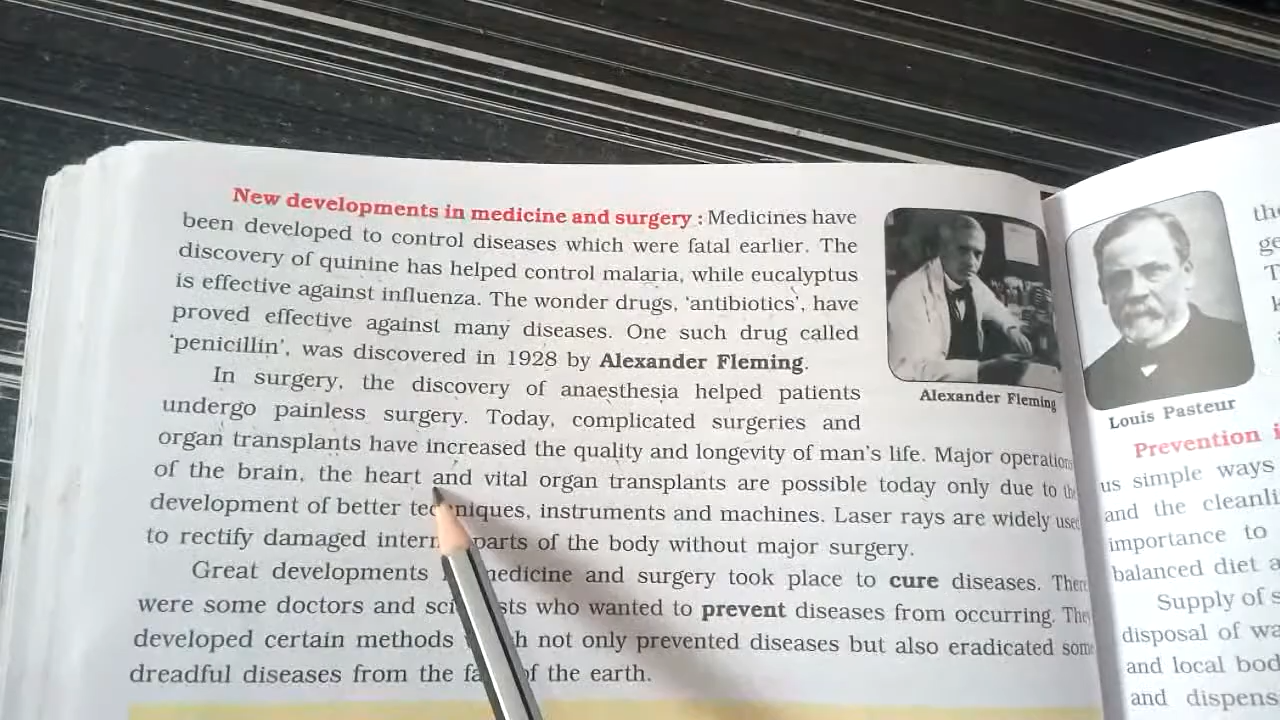 New developments in medicine and surgery : Medicines have
been developed to control diseases which were fatal earlier. The
discovery of quinine has helped control malaria, while eucalyptus
is effective against influenza. The wonder drugs, 'antibiotics', have
proved effective against many diseases. One such drug called
'penicillin', was discovered in 1928 by Alexander Fleming.
In surgery, the discovery of anaesthesia helped patients
undergo painless surgery. Today, complicated surgeries and
organ transplants have increased the quality and longevity of man's life. Major operations
of the brain, the heart and vital organ transplants are possible today only due to the
development of better techniques, instruments and machines. Laser rays are widely used
to rectify damaged parts of the body without major surgery.
Great developments medicine and surgery took place to cure diseases. There
were some doctors and who wanted to prevent diseases from occurring. They
developed certain methods not only prevented diseases but also eradicated some
dreadful diseases from the of the earth.
Alexander Fleming
Louis Pasteur
Prevention
us simple ways
and the
importance to
balanced diet
Supply of
disposal of
and local
and